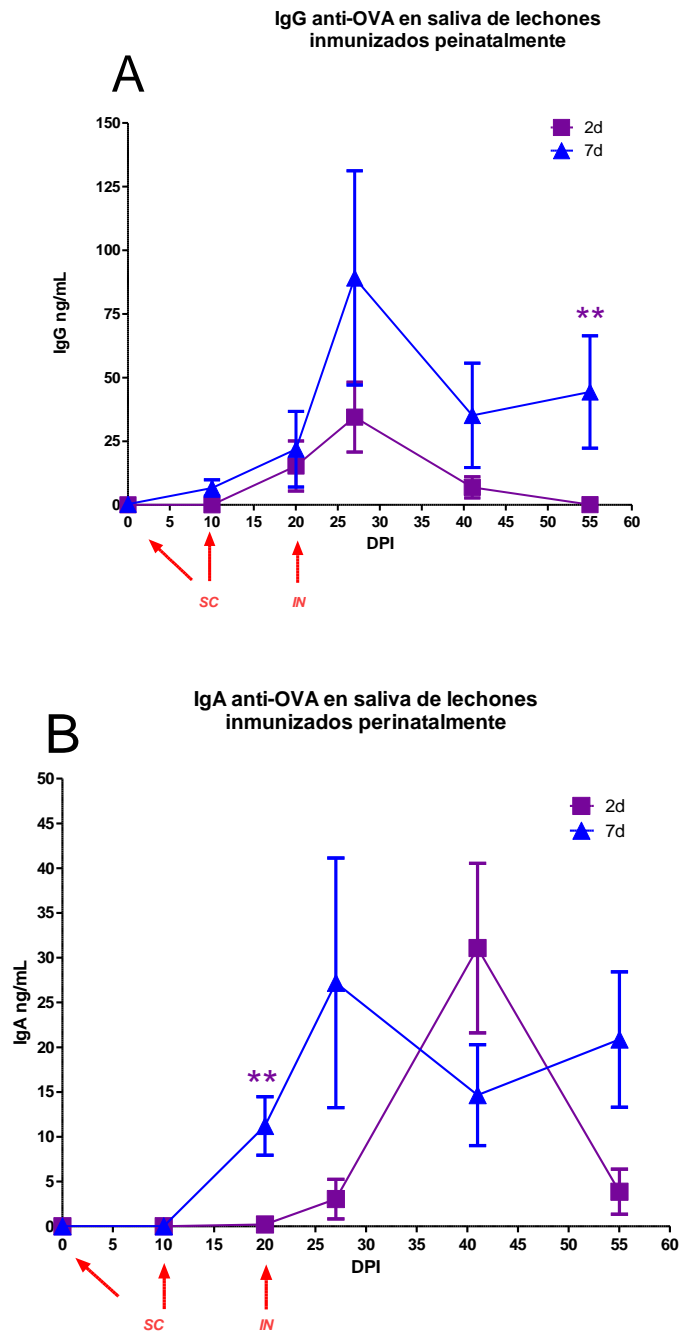 IgG anti-OVA en saliva de lechones
inmunizados peinatalmente
A
150
125
100
75
50
25
0
IgG ng/mL
2d
7d
**
0 5 10 15 20 25 30 35 40 45 50 55 60
DPI
SC IN
IgA anti-OVA en saliva de lechones
inmunizados perinatalmente
B
50
45
40
35
30
25
20
15
10
5
0
IgA ng/mL
2d
7d
**
0 5 10 15 20 25 30 35 40 45 50 55 60
DPI
SC IN